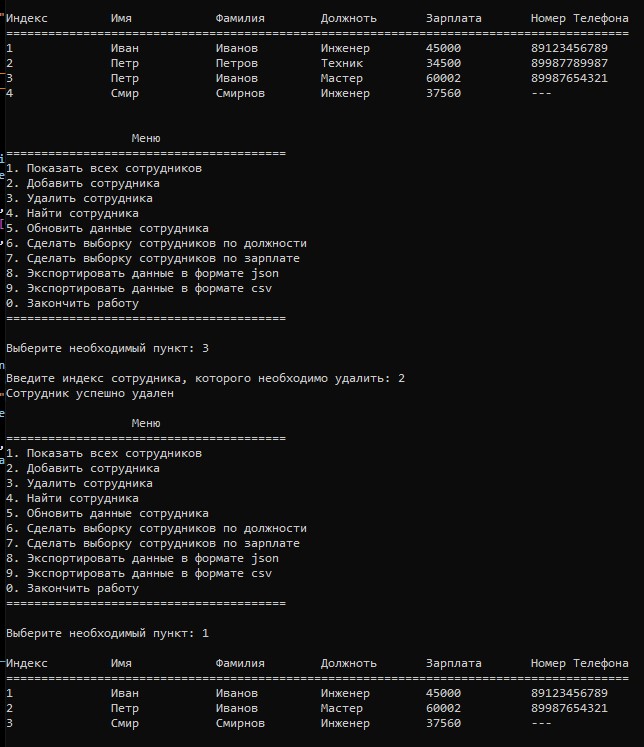 Индекс Имя Фамилия Должноть Зарплата Номер Телефона
=========================================================================================
1 Иван Иванов Инженер 45000 89123456789
2 Петр Петров Техник 34500 89987789987
3 Петр Иванов Мастер 60002 89987654321
4 Смир Смирнов Инженер 37560 ---
Меню
========================================
1. Показать всех сотрудников
2. Добавить сотрудника
3. Удалить сотрудника
4. Найти сотрудника
5. Обновить данные сотрудника
6. Сделать выборку сотрудников по должности
7. Сделать выборку сотрудников по зарплате
8. Экспортировать данные в формате json
9. Экспортировать данные в формате csv
0. Закончить работу
========================================
Выберите необходимый пункт: 3
Введите индекс сотрудника, которого необходимо удалить: 2
Сотрудник успешно удален
Меню
========================================
1. Показать всех сотрудников
2. Добавить сотрудника
3. Удалить сотрудника
4. Найти сотрудника
5. Обновить данные сотрудника
6. Сделать выборку сотрудников по должности
7. Сделать выборку сотрудников по зарплате
8. Экспортировать данные в формате json
9. Экспортировать данные в формате csv
0. Закончить работу
========================================
Выберите необходимый пункт: 1
Индекс Имя Фамилия Должноть Зарплата Номер Телефона
=========================================================================================
1 Иван Иванов Инженер 45000 89123456789
2 Петр Иванов Мастер 60002 89987654321
3 Смир Смирнов Инженер 37560 ---